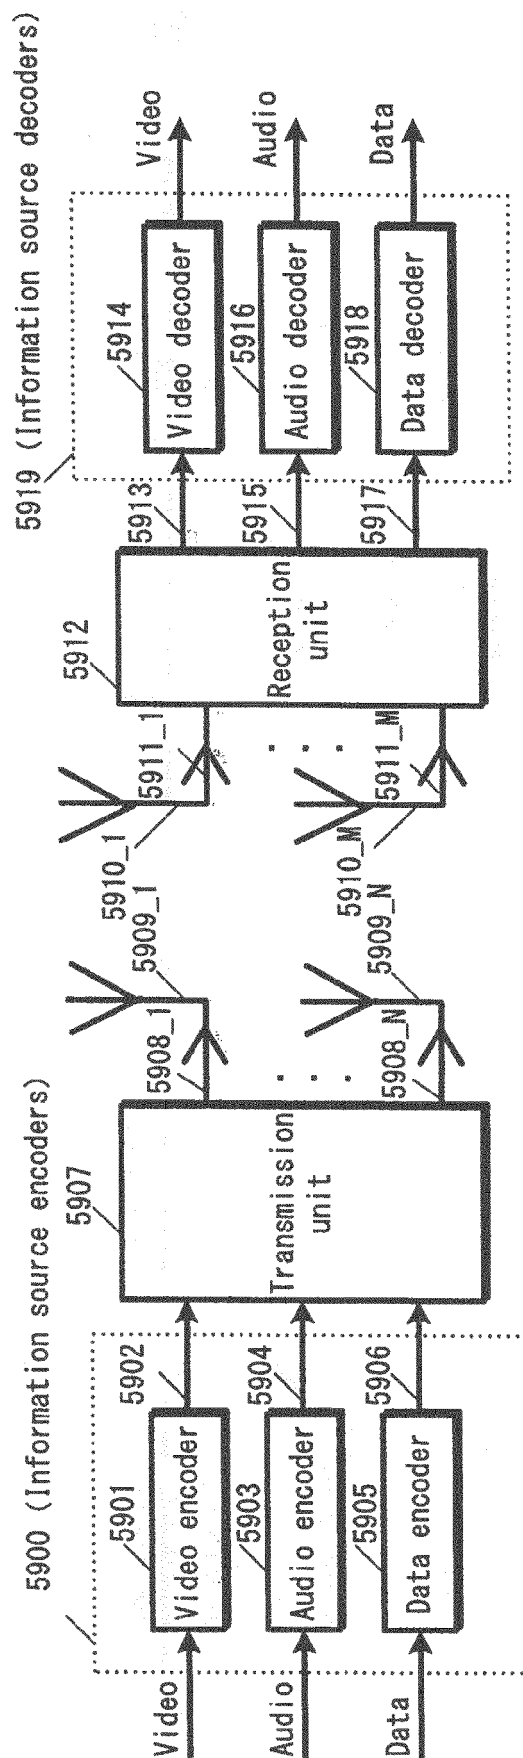 5900 (Information source encoders)
Video
5901
Video encoder
5902
Audio
5903
Audio encoder
5904
Data
5905
Data encoder
5906
5907
Transmission
unit
5908_1
5909_1
5908_N
5909_N
5910_1
5911_1
5910_M
5911_M
5912
Reception
unit
5919 (Information source decoders)
5913
5914
Video decoder
Video
5915
5916
Audio decoder
Audio
5917
5918
Data decoder
Data